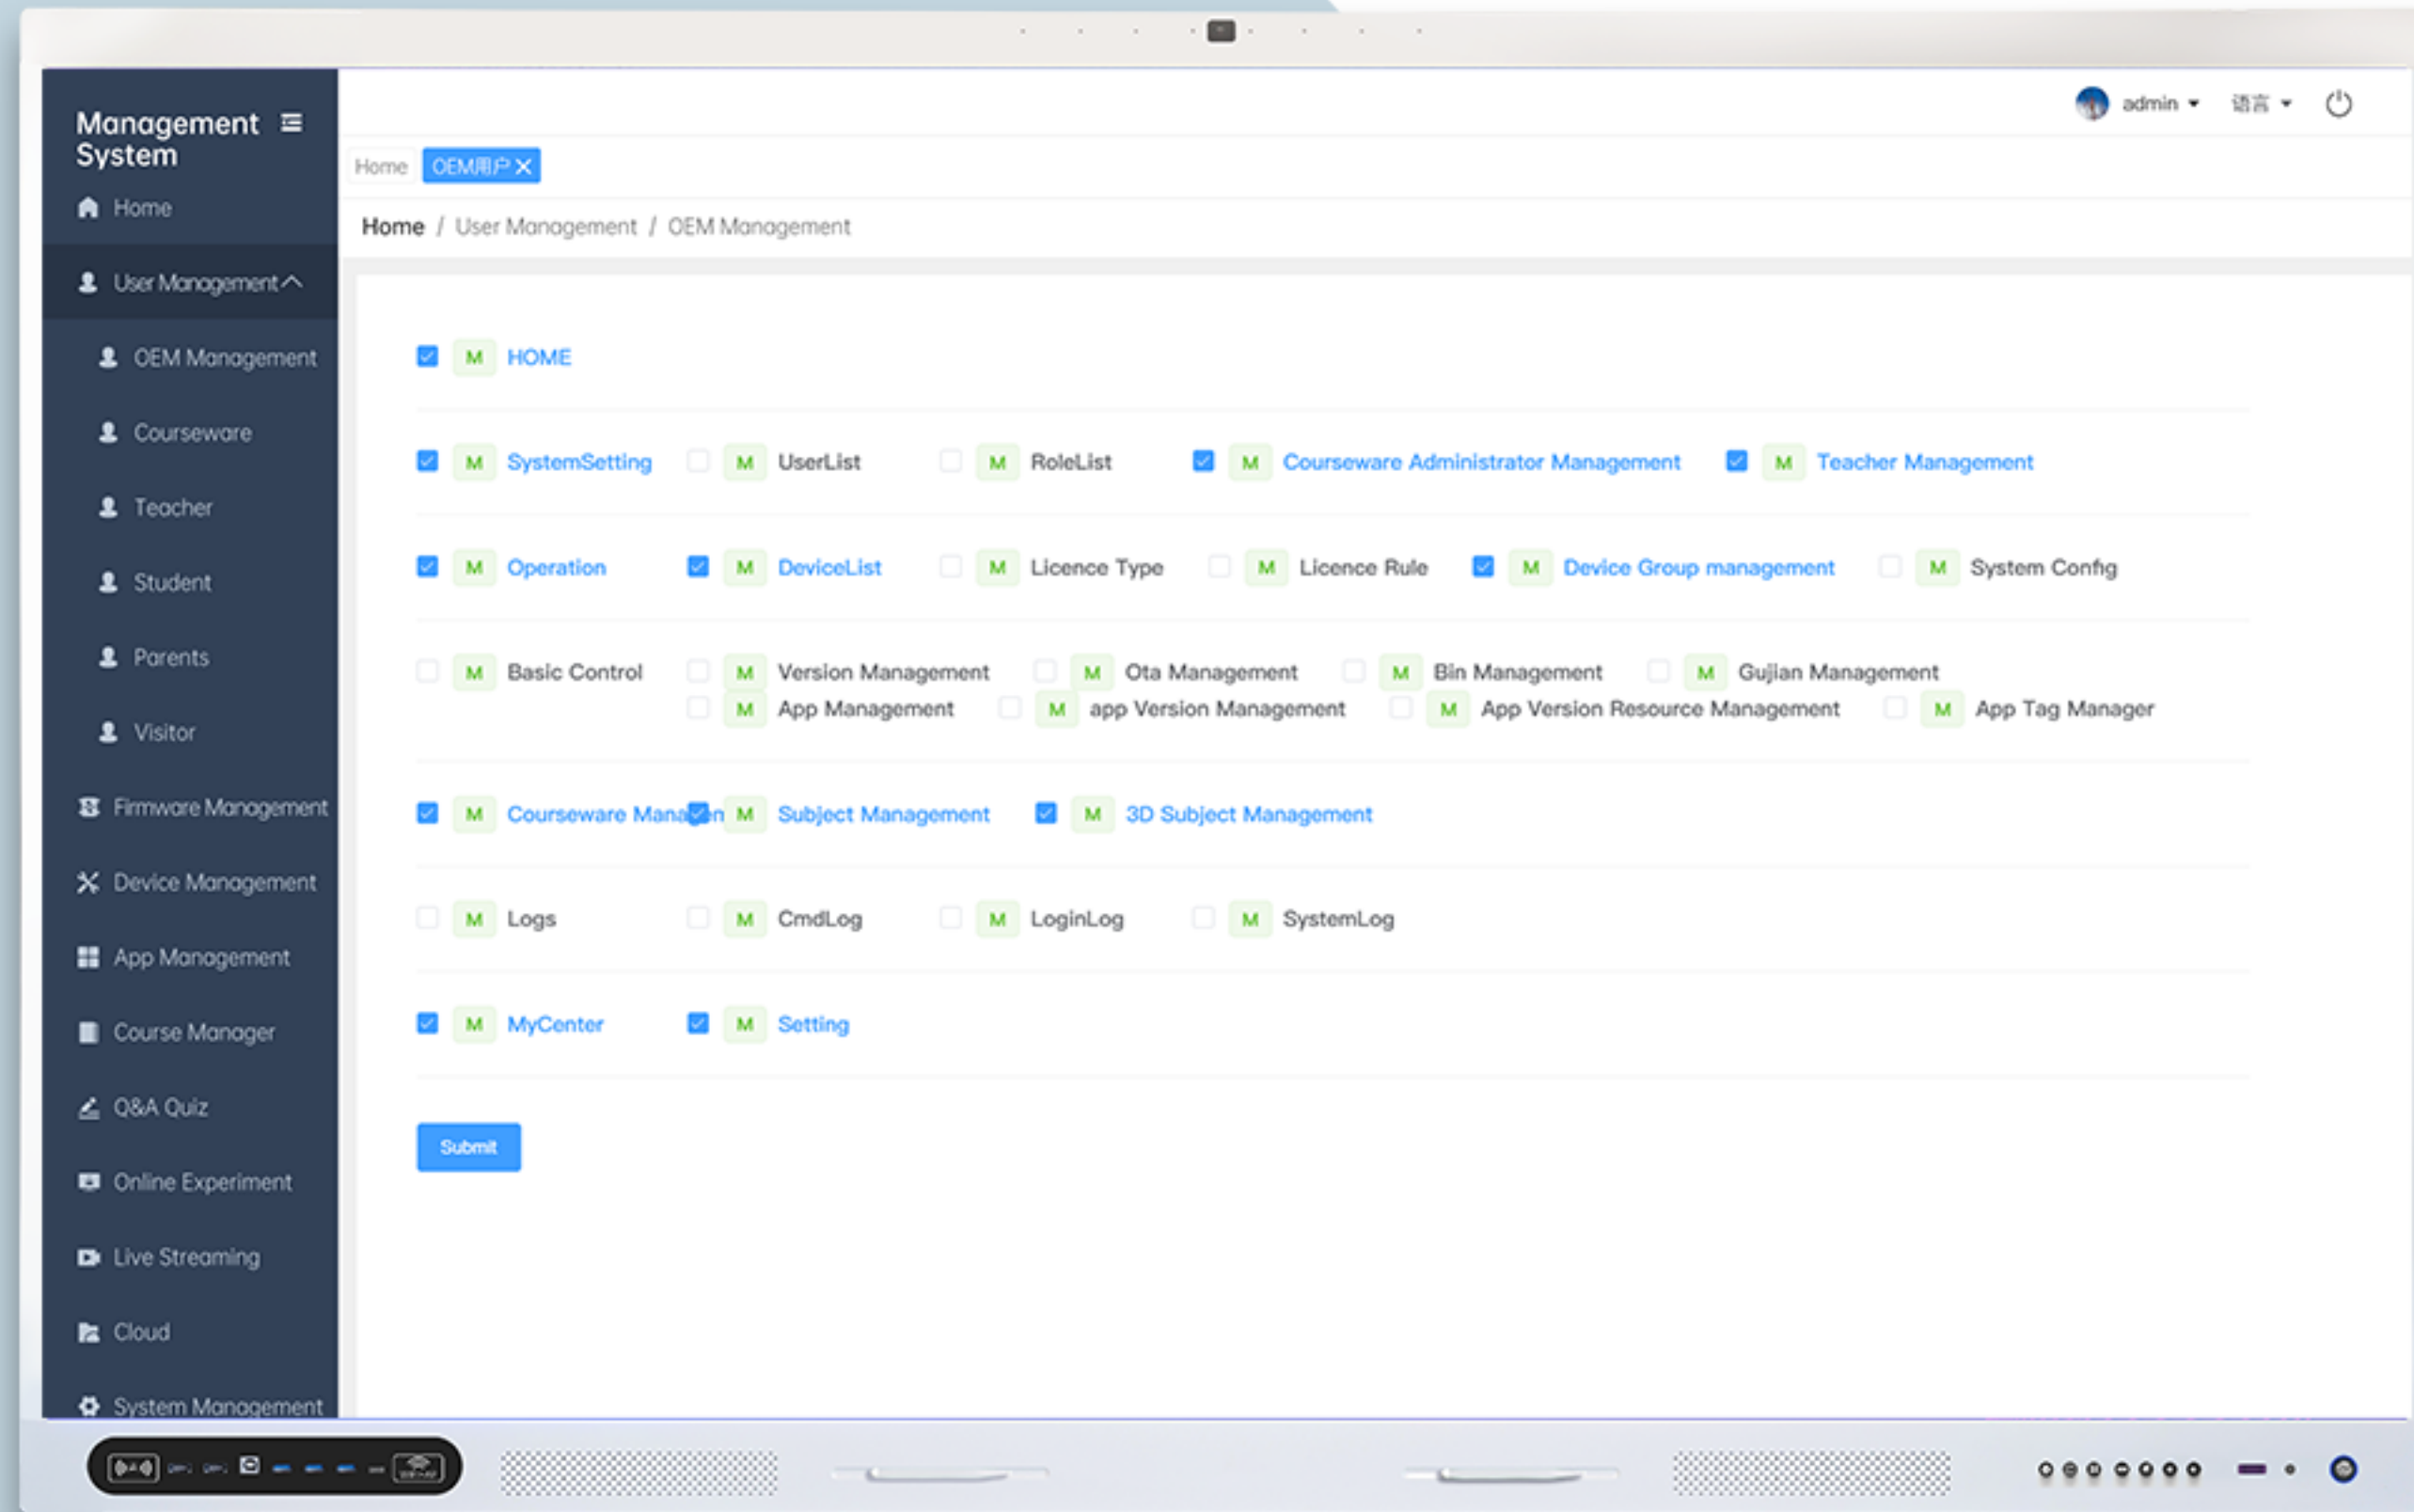 admin 语言
Management
System
Home OEM用户
Home / User Management / OEM Management
Home
User Management
OEM Management
Courseware
Teacher
Student
Parents
Visitor
Firmware Management
Device Management
App Management
Course Manager
Q&A Quiz
Online Experiment
Live Streaming
Cloud
System Management
M HOME
M SystemSetting M UserList M RoleList M Courseware Administrator Management M Teacher Management
M Operation M DeviceList M Licence Type M Licence Rule M Device Group management M System Config
M Basic Control M Version Management M Ota Management M Bin Management M Gujian Management
M App Management M app Version Management M App Version Resource Management M App Tag Manager
M Courseware M Subject Management M 3D Subject Management
M Logs M CmdLog M LoginLog M SystemLog
M MyCenter M Setting
Submit